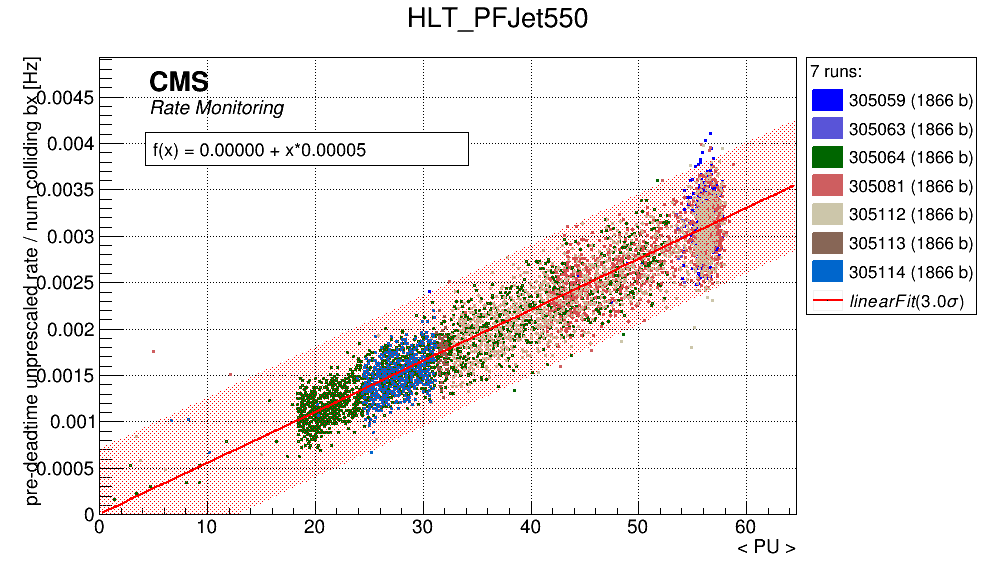 HLT_PFJet550
pre-deadtime unprescaled rate / num colliding bx [Hz]
0.0045
0.004
0.0035
0.003
0.0025
0.002
0.0015
0.001
0.0005
0
CMS
Rate Monitoring
f(x) = 0.00000 + x*0.00005
0 10 20 30 40 50 60
< PU >
7 runs:
305059 (1866 b)
305063 (1866 b)
305064 (1866 b)
305081 (1866 b)
305112 (1866 b)
305113 (1866 b)
305114 (1866 b)
linearFit(3.0σ)